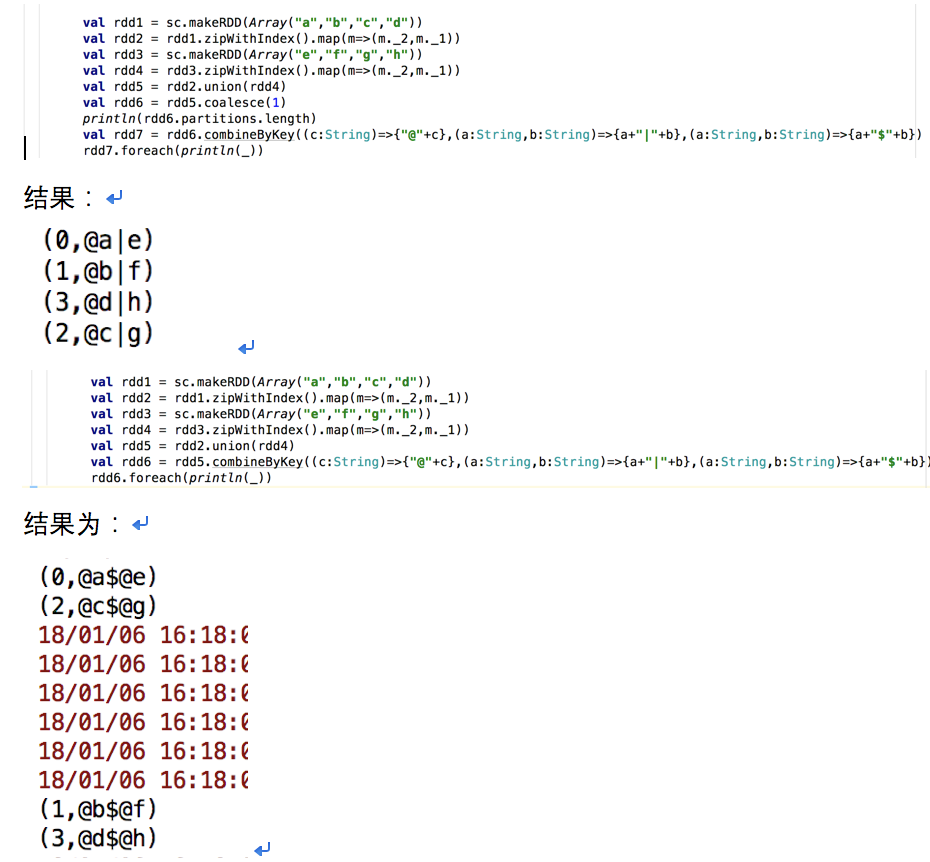 val rdd1 = sc.makeRDD(Array("a","b","c","d"))
val rdd2 = rdd1.zipWithIndex().map(m=>(m._2,m._1))
val rdd3 = sc.makeRDD(Array("e","f","g","h"))
val rdd4 = rdd3.zipWithIndex().map(m=>(m._2,m._1))
val rdd5 = rdd2.union(rdd4)
val rdd6 = rdd5.coalesce(1)
println(rdd6.partitions.length)
val rdd7 = rdd6.combineByKey((c:String)=>{"@"+c},(a:String,b:String)=>{a+"|"+b},(a:String,b:String)=>{a+"$"+b})
rdd7.foreach(println(_))
结果：
(0,@a|e)
(1,@b|f)
(3,@d|h)
(2,@c|g)
val rdd1 = sc.makeRDD(Array("a","b","c","d"))
val rdd2 = rdd1.zipWithIndex().map(m=>(m._2,m._1))
val rdd3 = sc.makeRDD(Array("e","f","g","h"))
val rdd4 = rdd3.zipWithIndex().map(m=>(m._2,m._1))
val rdd5 = rdd2.union(rdd4)
val rdd6 = rdd5.combineByKey((c:String)=>{"@"+c},(a:String,b:String)=>{a+"|"+b},(a:String,b:String)=>{a+"$"+b})
rdd6.foreach(println(_))
结果为：
(0,@a$@e)
(2,@c$@g)
18/01/06 16:18:
18/01/06 16:18:
18/01/06 16:18:
18/01/06 16:18:
18/01/06 16:18:
18/01/06 16:18:
(1,@b$@f)
(3,@d$@h)